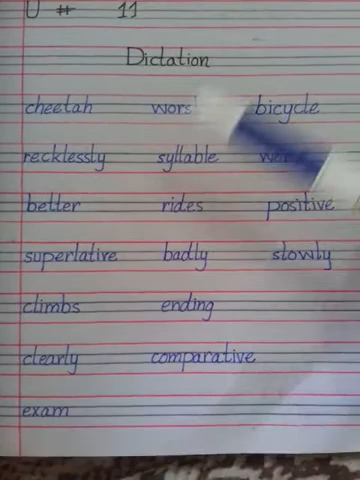 U # 11
Dictation
cheetah bicycle
recklessly syllable
better rides positive
superlative badly slowly
climbs ending
clearly comparative
exam